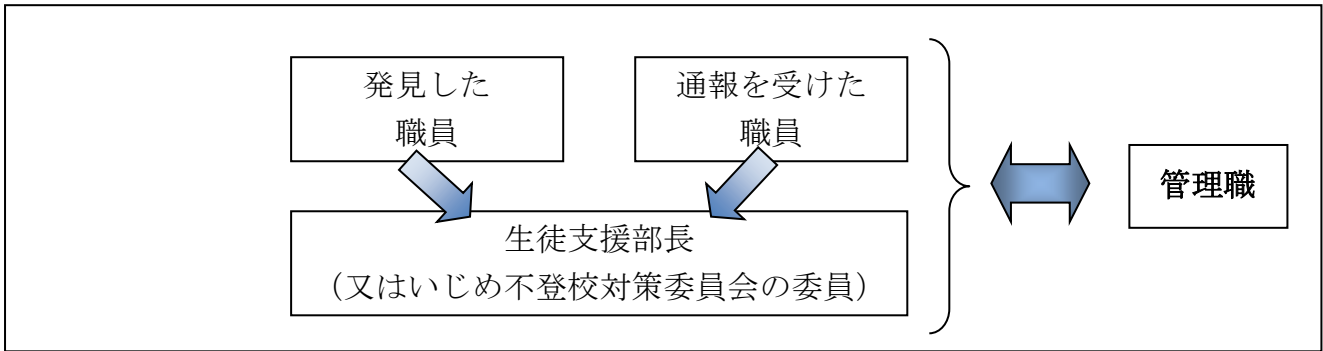 発見した
職員
通報を受けた
職員
生徒支援部長
（又はいじめ不登校対策委員会の委員）
管理職